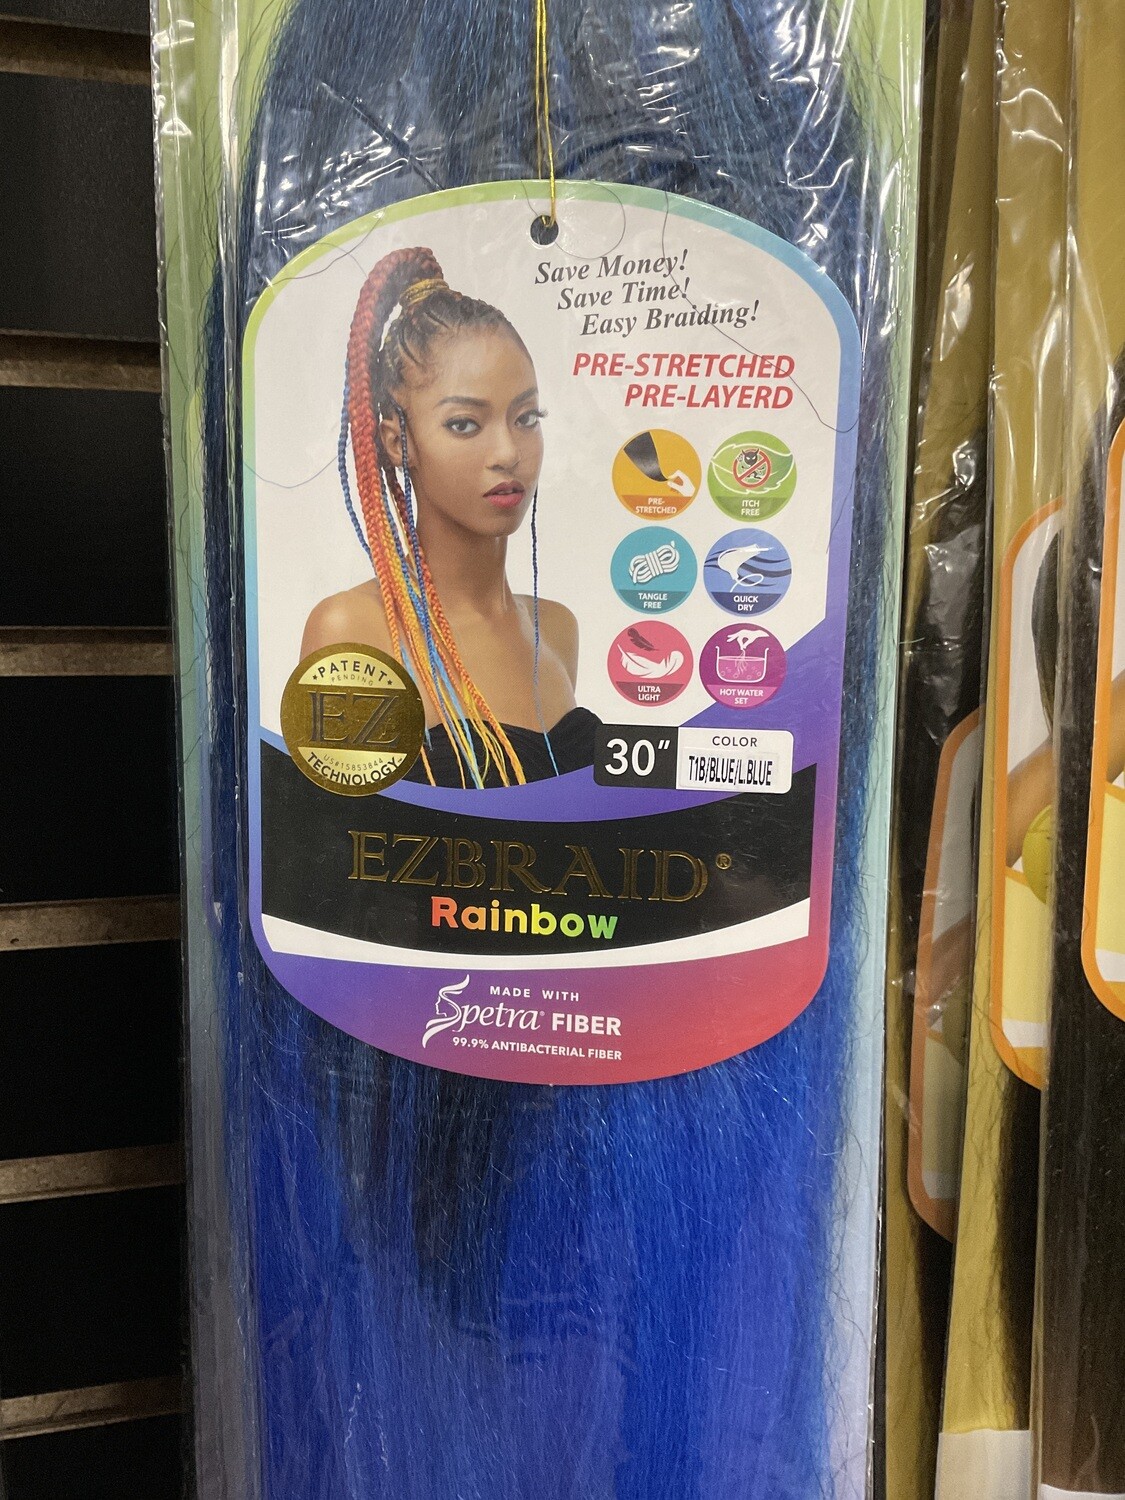 Save Money!
Save Time!
Easy Braiding!
PRE-STRETCHED
PRE-LAYERD
PRE-
STRETCHED
ITCH
FREE
TANGLE
FREE
QUICK
DRY
ULTRA
LIGHT
HOT WATER
SET
PATENT
PENDING
EZ
US#15853844
TECHNOLOGY
30"
COLOR
T1B/BLUE/L.BLUE
EZBRAID®
Rainbow
MADE WITH
Spetra® FIBER
99.9% ANTIBACTERIAL FIBER